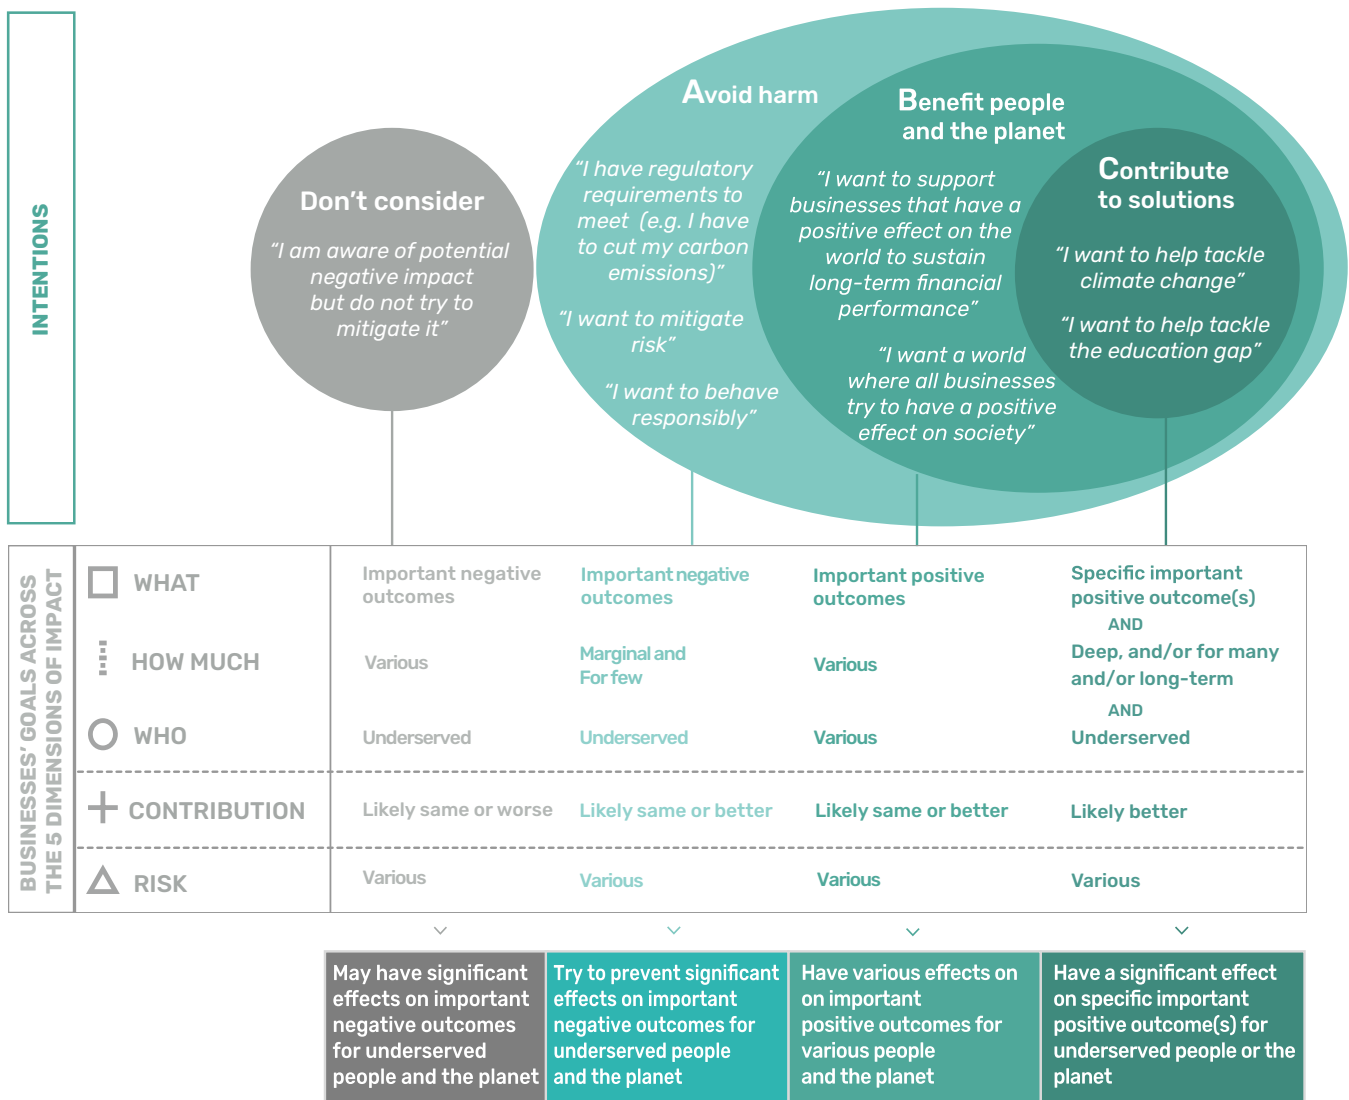 INTENTIONS
Don’t consider
“I am aware of potential
negative impact
but do not try to
mitigate it”
Avoid harm
“I have regulatory
requirements to
meet (e.g. I have
to cut my carbon
emissions)”
“I want to mitigate
risk”
“I want to behave
responsibly”
Benefit people
and the planet
“I want to support
businesses that have a
positive effect on the
world to sustain
long-term financial
performance”
“I want a world
where all businesses
try to have a positive
effect on society”
Contribute
to solutions
“I want to help tackle
climate change”
“I want to help tackle
the education gap”
BUSINESSES’ GOALS ACROSS
THE 5 DIMENSIONS OF IMPACT
WHAT
Important negative
outcomes
Important negative
outcomes
Important positive
outcomes
Specific important
positive outcome(s)
AND
HOW MUCH
Various
Marginal and
For few
Various
Deep, and/or for many
and/or long-term
AND
WHO
Underserved
Underserved
Various
Underserved
CONTRIBUTION
Likely same or worse
Likely same or better
Likely same or better
Likely better
RISK
Various
Various
Various
Various
May have significant
effects on important
negative outcomes
for underserved
people and the planet
Try to prevent significant
effects on important
negative outcomes for
underserved people
and the planet
Have various effects on
on important
positive outcomes for
various people
and the planet
Have a significant effect
on specific important
positive outcome(s) for
underserved people or the
planet